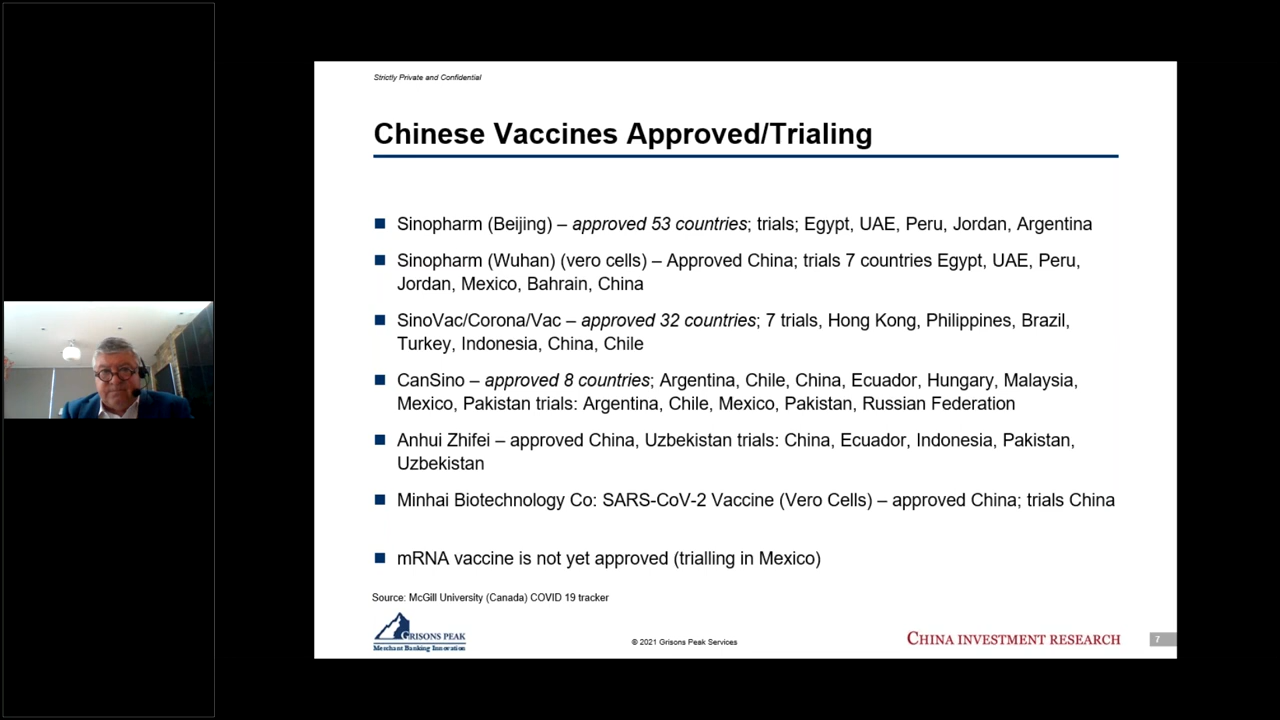 Strictly Private and Confidential
Chinese Vaccines Approved/Trialing
Sinopharm (Beijing) – approved 53 countries; trials; Egypt, UAE, Peru, Jordan, Argentina
Sinopharm (Wuhan) (vero cells) – Approved China; trials 7 countries Egypt, UAE, Peru,
Jordan, Mexico, Bahrain, China
SinoVac/Corona/Vac – approved 32 countries; 7 trials, Hong Kong, Philippines, Brazil,
Turkey, Indonesia, China, Chile
CanSino – approved 8 countries; Argentina, Chile, China, Ecuador, Hungary, Malaysia,
Mexico, Pakistan trials: Argentina, Chile, Mexico, Pakistan, Russian Federation
Anhui Zhifei – approved China, Uzbekistan trials: China, Ecuador, Indonesia, Pakistan,
Uzbekistan
Minhai Biotechnology Co: SARS-CoV-2 Vaccine (Vero Cells) – approved China; trials China
mRNA vaccine is not yet approved (trialling in Mexico)
Source: McGill University (Canada) COVID 19 tracker
GRISONS PEAK
Merchant Banking Innovation
© 2021 Grisons Peak Services
CHINA INVESTMENT RESEARCH
7